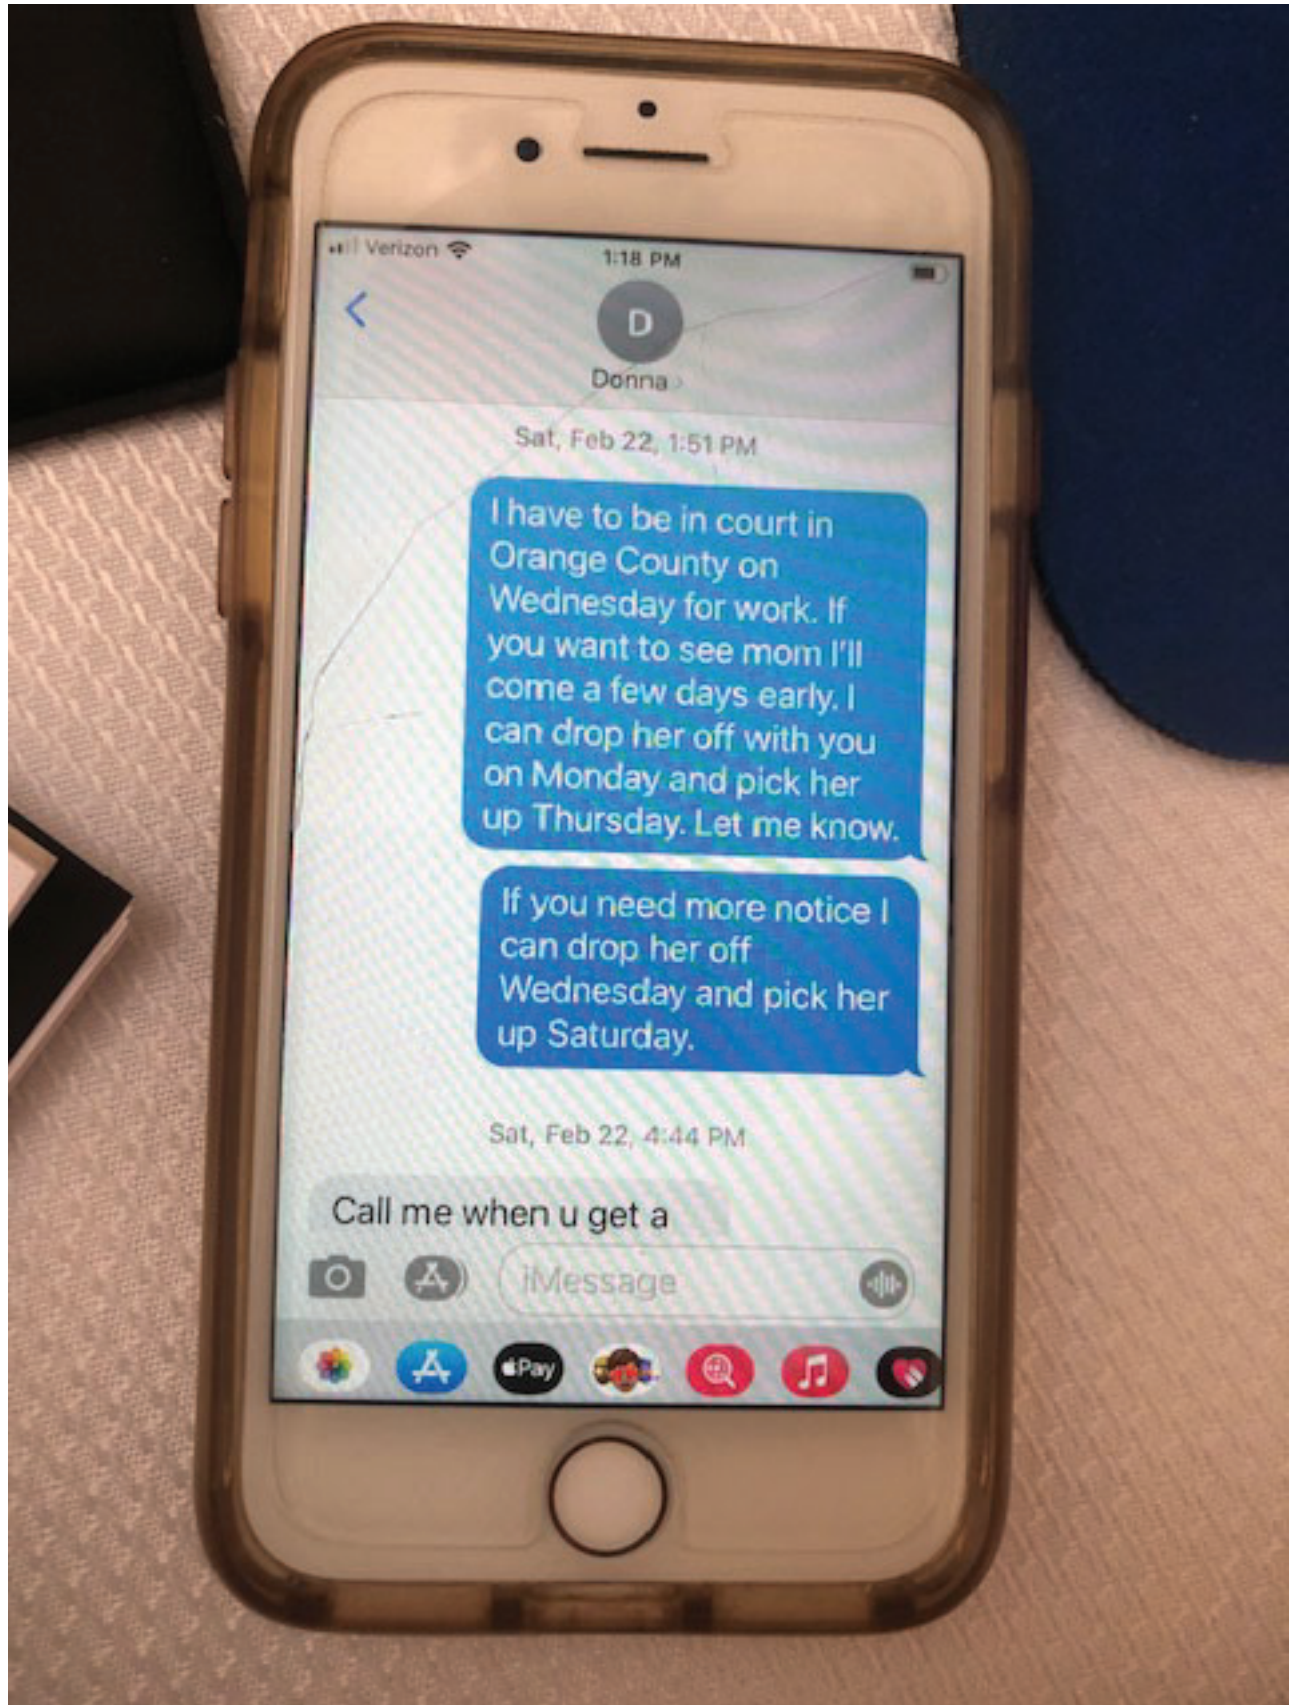 Verizon
1:18 PM
D
Donna
Sat, Feb 22, 1:51 PM
I have to be in court in
Orange County on
Wednesday for work. If
you want to see mom I'll
come a few days early. I
can drop her off with you
on Monday and pick her
up Thursday. Let me know.
If you need more notice I
can drop her off
Wednesday and pick her
up Saturday.
Sat, Feb 22, 4:44 PM
Call me when u get a
iMessage
Pay